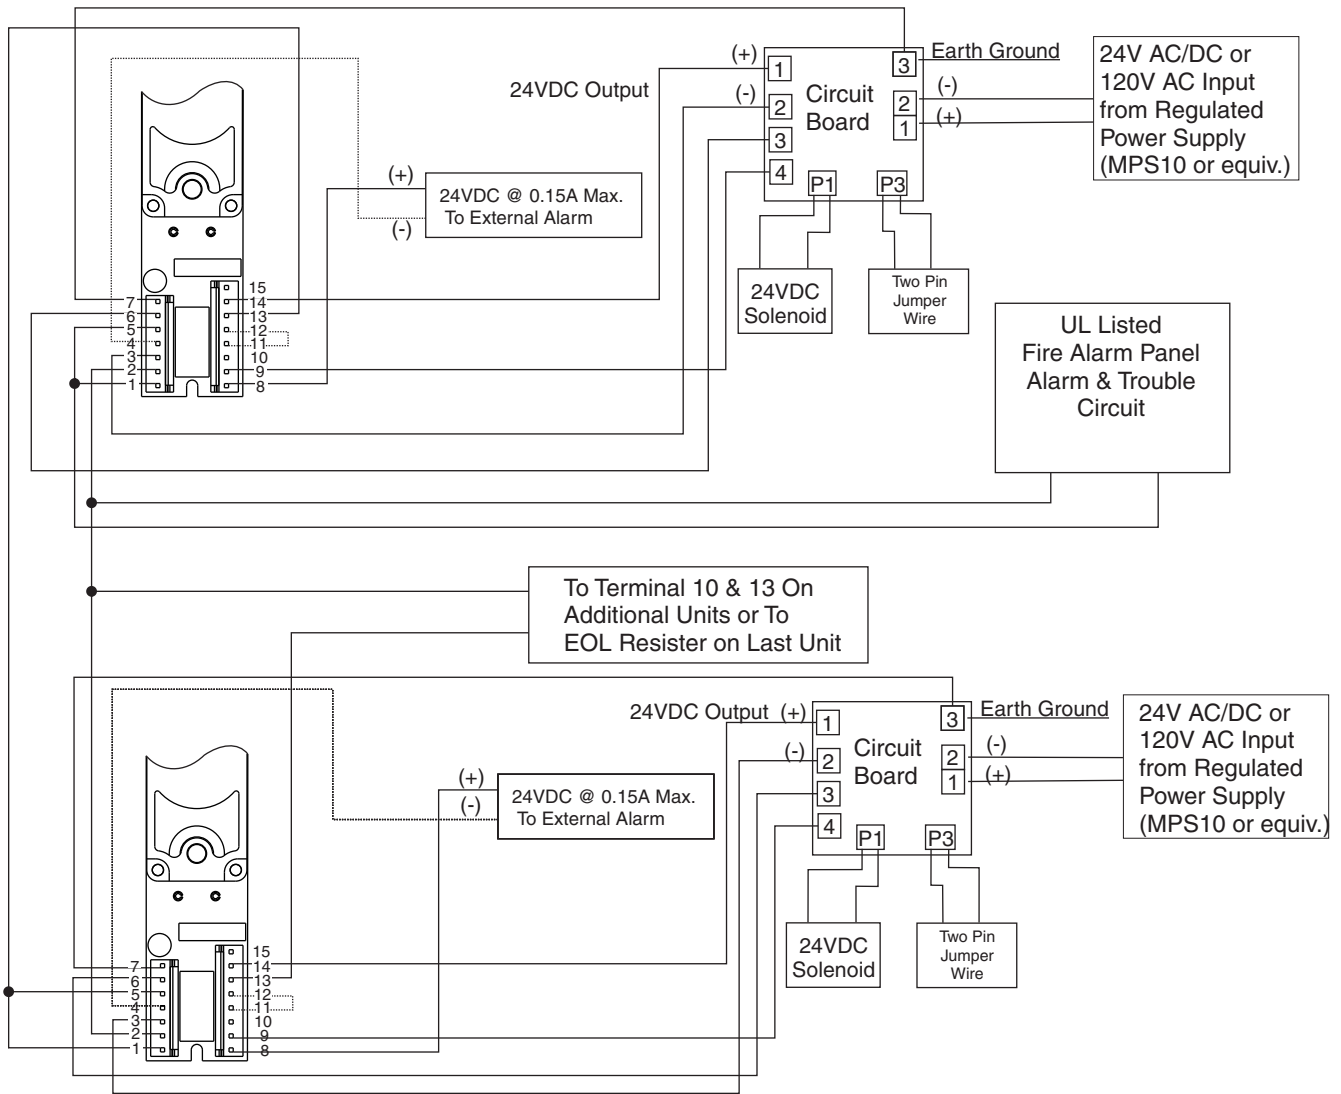 Earth Ground
24V AC/DC or
120V AC Input
from Regulated
Power Supply
(MPS10 or equiv.)
(+)
(-)
24VDC Output
Circuit
Board
1
2
3
4
3
2
1
(-)
(+)
P1
P3
(+)
(-)
24VDC @ 0.15A Max.
To External Alarm
24VDC
Solenoid
Two Pin
Jumper
Wire
7
6
5
4
3
2
1
15
14
13
12
11
10
9
8
UL Listed
Fire Alarm Panel
Alarm & Trouble
Circuit
To Terminal 10 & 13 On
Additional Units or To
EOL Resister on Last Unit
24VDC Output (+)
(-)
Circuit
Board
1
2
3
4
3
2
1
Earth Ground
(-)
(+)
P1
P3
24V AC/DC or
120V AC Input
from Regulated
Power Supply
(MPS10 or equiv.)
(+)
(-)
24VDC @ 0.15A Max.
To External Alarm
24VDC
Solenoid
Two Pin
Jumper
Wire
7
6
5
4
3
2
1
15
14
13
12
11
10
9
8